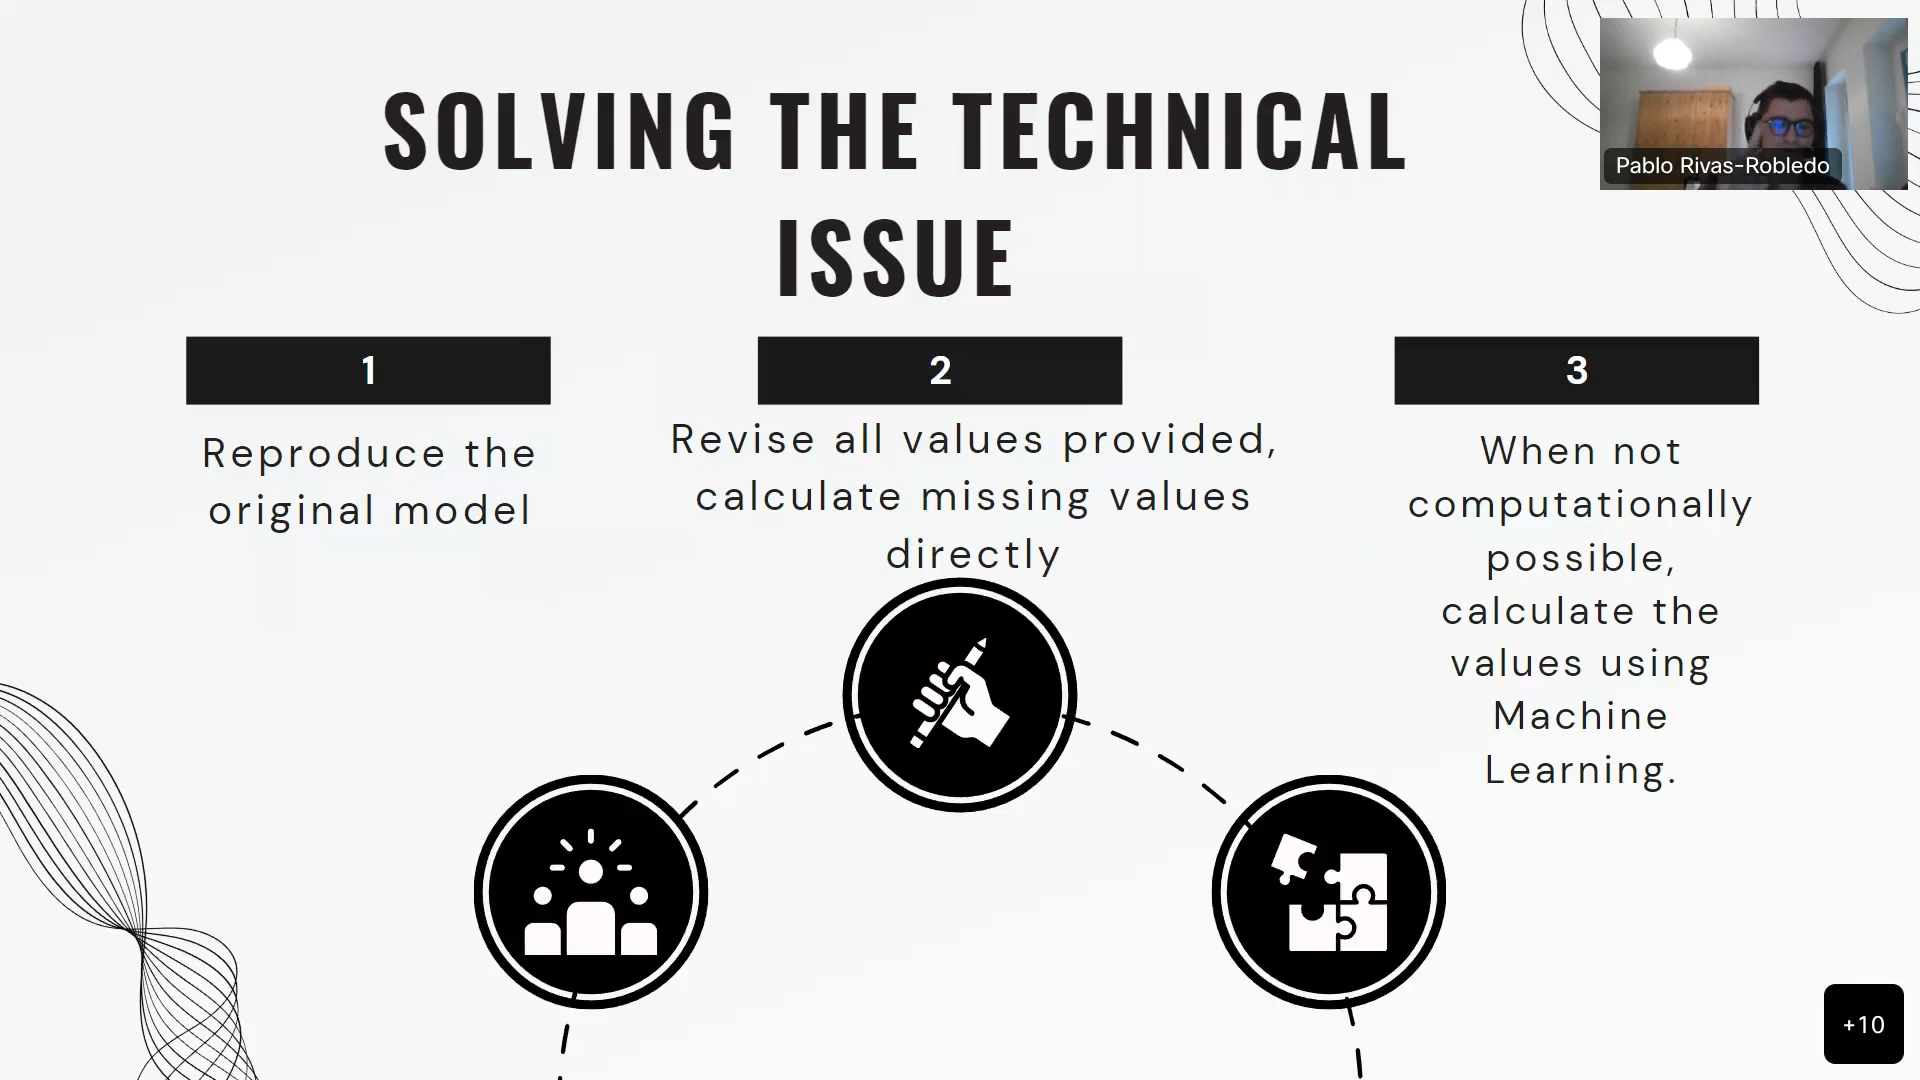 SOLVING THE TECHNICAL
ISSUE
Pablo Rivas-Robledo
1
Reproduce the
original model
2
Revise all values provided,
calculate missing values
directly
3
When not
computationally
possible,
calculate the
values using
Machine
Learning.
+10